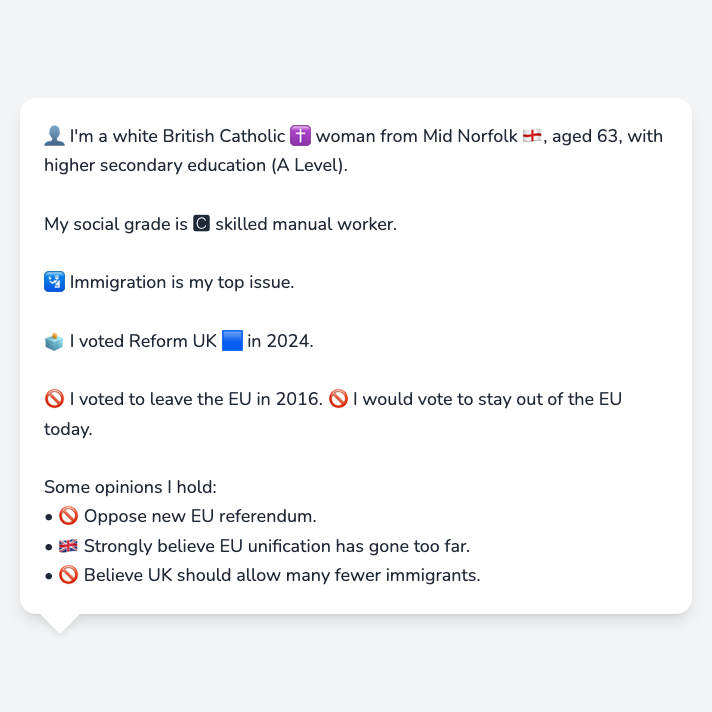 👤 I'm a white British Catholic ✝️ woman from Mid Norfolk 🏴󠁧󠁢󠁥󠁮󠁧󠁿, aged 63, with
higher secondary education (A Level).
My social grade is 🅲 skilled manual worker.
🛂 Immigration is my top issue.
🗳️ I voted Reform UK 🟦 in 2024.
🚫 I voted to leave the EU in 2016. 🚫 I would vote to stay out of the EU
today.
Some opinions I hold:
• 🚫 Oppose new EU referendum.
• 🇬🇧 Strongly believe EU unification has gone too far.
• 🚫 Believe UK should allow many fewer immigrants.